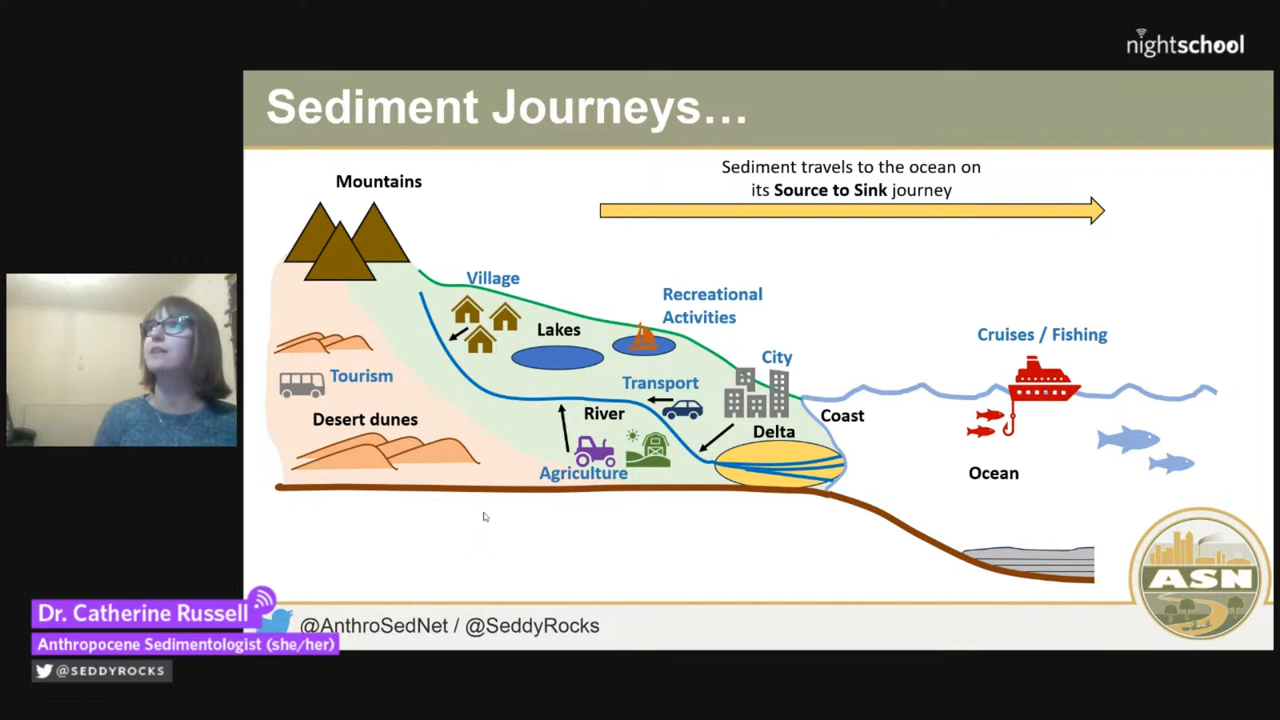 nightschool
Sediment Journeys…
Sediment travels to the ocean on
its Source to Sink journey
Mountains
Village
Recreational
Activities
Lakes
Cruises / Fishing
City
Tourism
Transport
Desert dunes
River
Coast
Delta
Agriculture
Ocean
ASN
Dr. Catherine Russell
@AnthroSedNet / @SeddyRocks
Anthropocene Sedimentologist (she/her)
@SEDDYROCKS